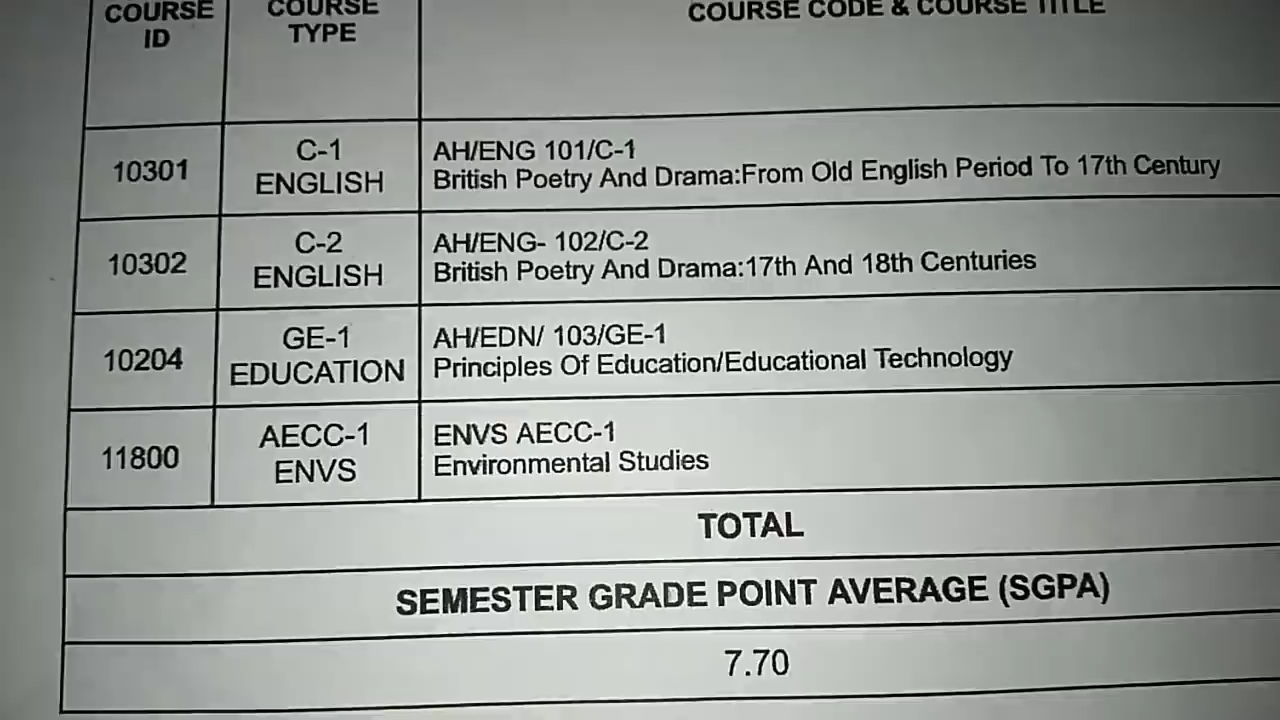 COURSE ID
COURSE TYPE
COURSE CODE & COURSE TITLE
10301
C-1
ENGLISH
AH/ENG 101/C-1
British Poetry And Drama:From Old English Period To 17th Century
10302
C-2
ENGLISH
AH/ENG- 102/C-2
British Poetry And Drama:17th And 18th Centuries
10204
GE-1
EDUCATION
AH/EDN/ 103/GE-1
Principles Of Education/Educational Technology
11800
AECC-1
ENVS
ENVS AECC-1
Environmental Studies
TOTAL
SEMESTER GRADE POINT AVERAGE (SGPA)
7.70